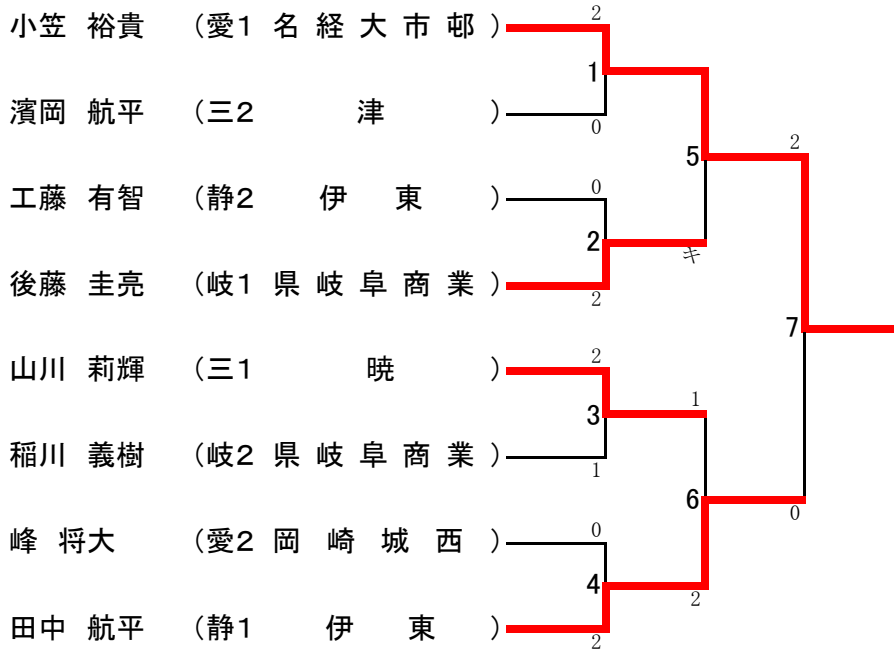 小笠 裕貴 (愛1 名 経 大 市 邨 ) 2
1
濱岡 航平 (三2 津 ) 0
5 2
工藤 有智 (静2 伊 東 ) 0
2 キ
後藤 圭亮 (岐1 県 岐 阜 商 業 ) 2
7
山川 莉輝 (三1 暁 ) 2
3 1
稲川 義樹 (岐2 県 岐 阜 商 業 ) 1
6 0
峰 将大 (愛2 岡 崎 城 西 ) 0
4 2
田中 航平 (静1 伊 東 ) 2